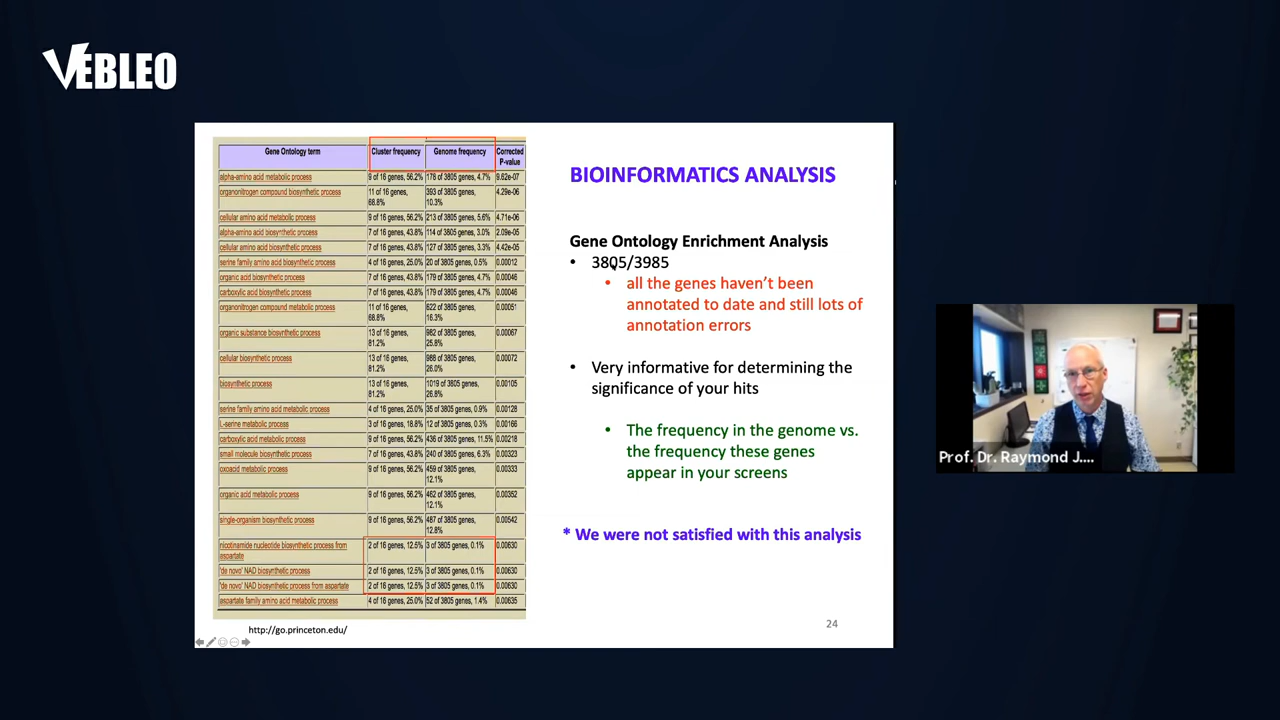 VEBLEO
Gene Ontology term Cluster frequency Genome frequency Corrected
P-value
alpha-amino acid metabolic process 9 of 16 genes, 56.2% 178 of 3805 genes, 4.7% 9.62e-07
organonitrogen compound biosynthetic process 11 of 16 genes, 393 of 3805 genes, 4.29e-06
68.8% 10.3%
cellular amino acid metabolic process 9 of 16 genes, 56.2% 213 of 3805 genes, 5.6% 4.71e-06
alpha-amino acid biosynthetic process 7 of 16 genes, 43.8% 114 of 3805 genes, 3.0% 2.09e-05
cellular amino acid biosynthetic process 7 of 16 genes, 43.8% 127 of 3805 genes, 3.3% 4.42e-05
serine family amino acid biosynthetic process 4 of 16 genes, 25.0% 20 of 3805 genes, 0.5% 0.00012
organic acid biosynthetic process 7 of 16 genes, 43.8% 179 of 3805 genes, 4.7% 0.00046
carboxylic acid biosynthetic process 7 of 16 genes, 43.8% 179 of 3805 genes, 4.7% 0.00046
organonitrogen compound metabolic process 11 of 16 genes, 622 of 3805 genes, 0.00051
68.8% 16.3%
organic substance biosynthetic process 13 of 16 genes, 982 of 3805 genes, 0.00067
81.2% 25.8%
cellular biosynthetic process 13 of 16 genes, 988 of 3805 genes, 0.00072
81.2% 26.0%
biosynthetic process 13 of 16 genes, 1019 of 3805 genes, 0.00105
81.2% 26.8%
serine family amino acid metabolic process 4 of 16 genes, 25.0% 35 of 3805 genes, 0.9% 0.00128
L-serine metabolic process 3 of 16 genes, 18.8% 12 of 3805 genes, 0.3% 0.00166
carboxylic acid metabolic process 9 of 16 genes, 56.2% 436 of 3805 genes, 11.5% 0.00218
small molecule biosynthetic process 7 of 16 genes, 43.8% 240 of 3805 genes, 6.3% 0.00323
oxoacid metabolic process 9 of 16 genes, 56.2% 459 of 3805 genes, 0.00333
12.1%
organic acid metabolic process 9 of 16 genes, 56.2% 462 of 3805 genes, 0.00352
12.1%
single-organism biosynthetic process 9 of 16 genes, 56.2% 487 of 3805 genes, 0.00542
12.8%
nicotinamide nucleotide biosynthetic process from 2 of 16 genes, 12.5% 3 of 3805 genes, 0.1% 0.00630
aspartate
'de novo' NAD biosynthetic process 2 of 16 genes, 12.5% 3 of 3805 genes, 0.1% 0.00630
'de novo' NAD biosynthetic process from aspartate 2 of 16 genes, 12.5% 3 of 3805 genes, 0.1% 0.00630
aspartate family amino acid metabolic process 4 of 16 genes, 25.0% 52 of 3805 genes, 1.4% 0.00635
http://go.princeton.edu/
BIOINFORMATICS ANALYSIS
Gene Ontology Enrichment Analysis
• 3805/3985
• all the genes haven't been
annotated to date and still lots of
annotation errors
• Very informative for determining the
significance of your hits
• The frequency in the genome vs.
the frequency these genes
appear in your screens
* We were not satisfied with this analysis
24
Prof. Dr. Raymond J....